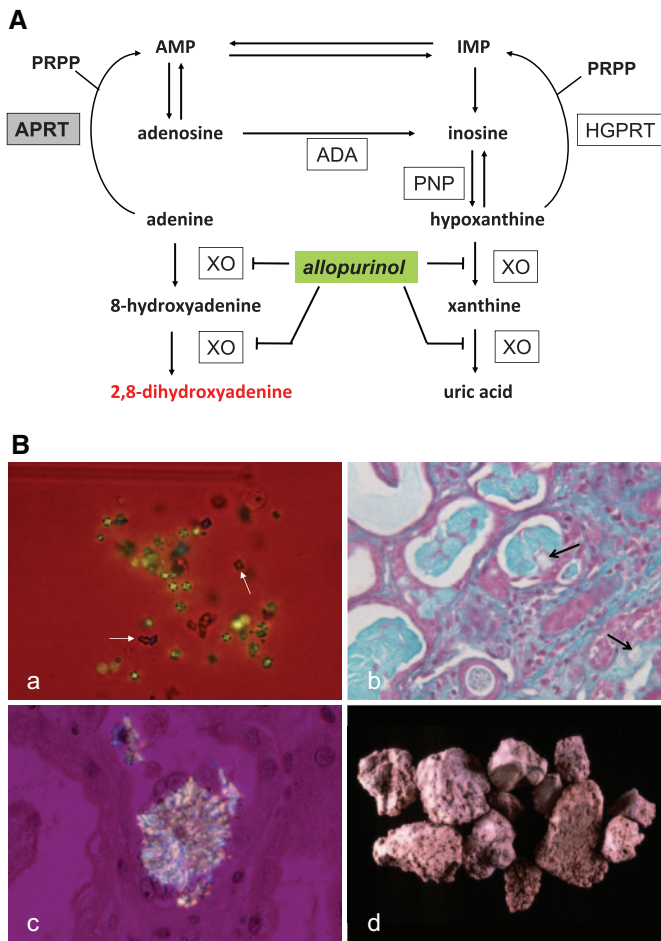 A
AMP
IMP
PRPP
PRPP
APRT
adenosine
inosine
HGPRT
ADA
PNP
adenine
hypoxanthine
XO
allopurinol
XO
8-hydroxyadenine
xanthine
XO
XO
2,8-dihydroxyadenine
uric acid
B
a
b
c
d